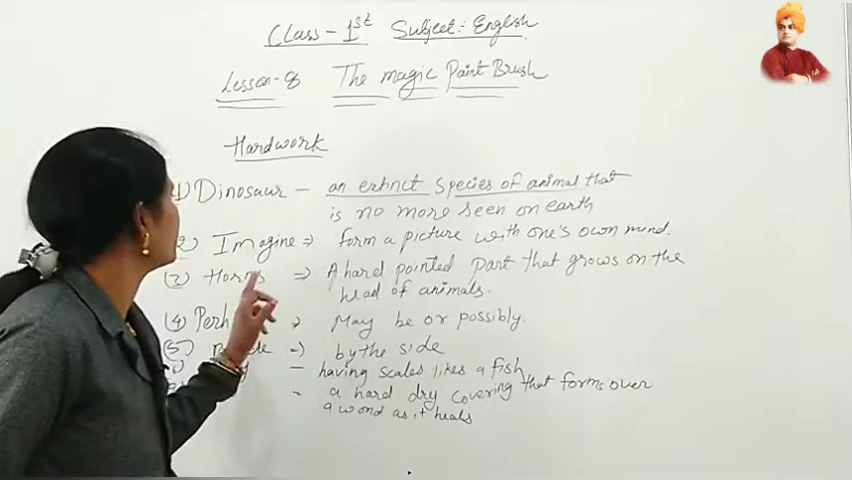 Class - 1st Subject: English
Lesson-8 The magic Paint Brush
Hardwork
1) Dinosaur - an extinct species of animal that
is no more seen on earth
2) Imagine => form a picture with one's own mind.
(3) Horns => A hard pointed part that grows on the
head of animals.
(4) Perh => May be or possibly.
(5) -) by the side
- having scales likes a fish
= a hard dry covering that forms over
a wond as it heals